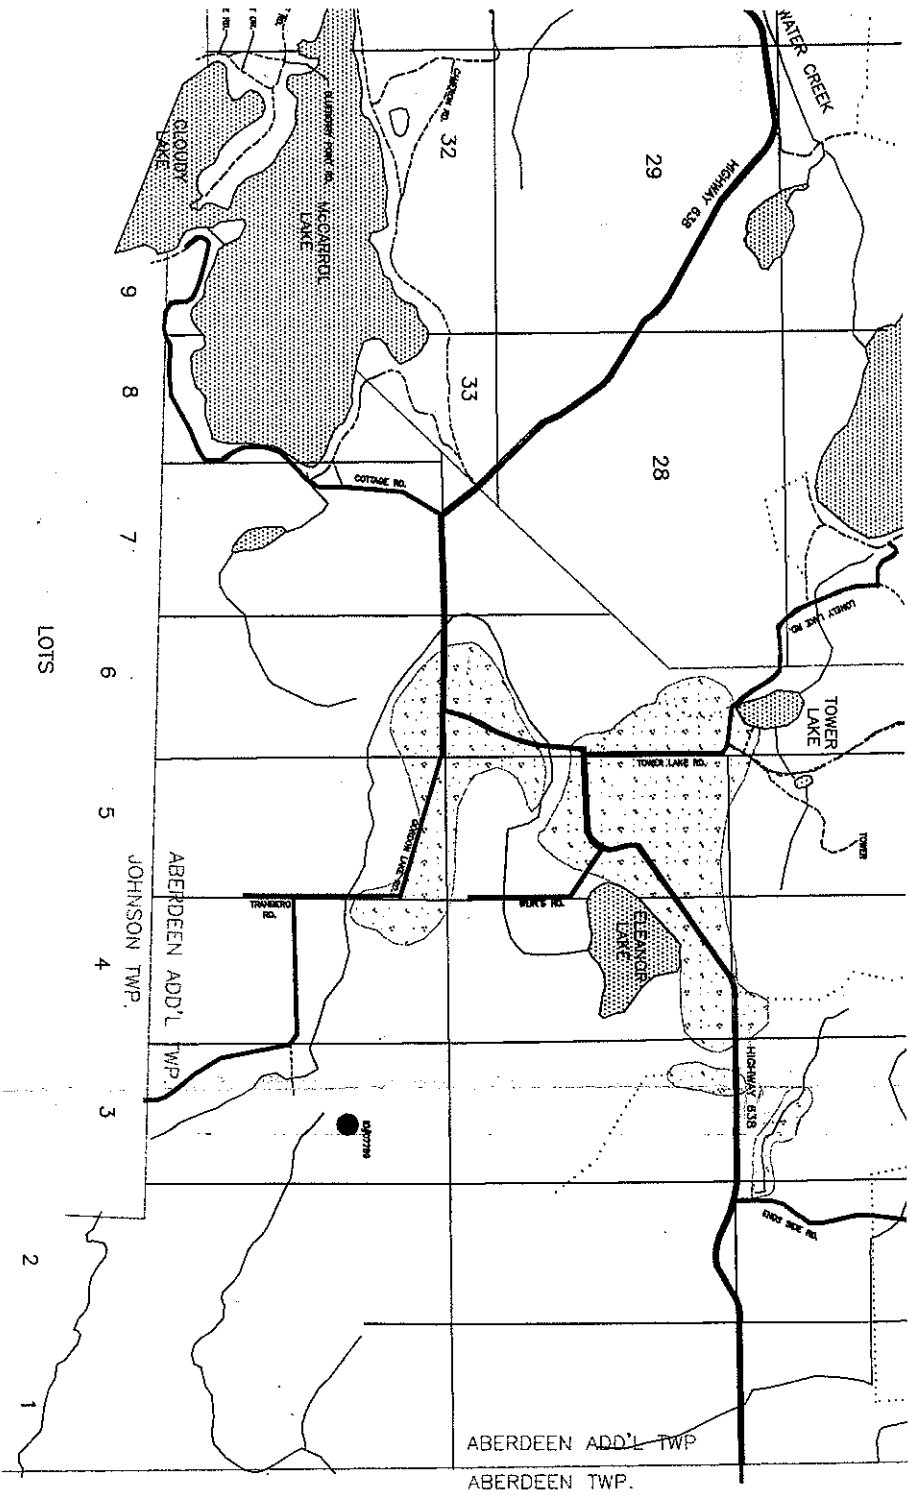 WATER CREEK
CAMERON RD.
32
29
HIGHWAY 638
CLOUDY
LAKE
McCARROL
LAKE
9
8
33
28
COTTAGE RD.
7
LONELY LAKE RD.
LOTS
6
TOWER
LAKE
TOWER LAKE RD.
5
GORDON LAKE RD.
TOWER
ABERDEEN ADD'L TWP.
JOHNSON TWP.
TRANBERG
RD.
ELEANOR
LAKE
4
HIGHWAY 638
3
2
1
ABERDEEN ADD'L TWP
ABERDEEN TWP.